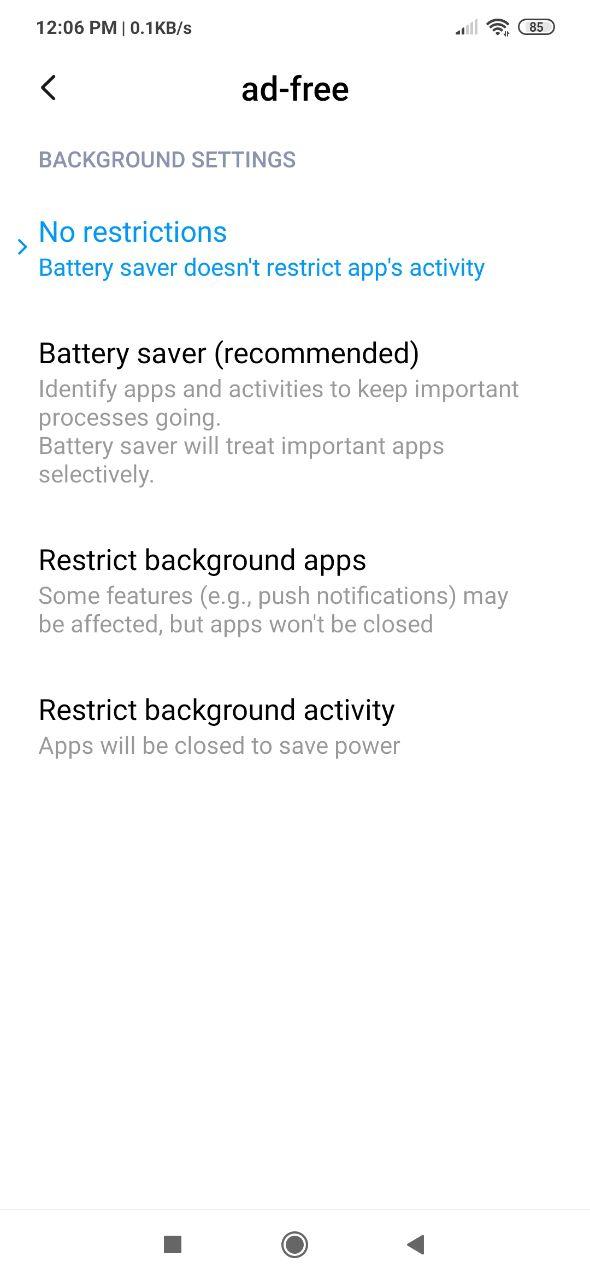 12:06 PM | 0.1KB/s
85
ad-free
BACKGROUND SETTINGS
No restrictions
Battery saver doesn't restrict app's activity
Battery saver (recommended)
Identify apps and activities to keep important
processes going.
Battery saver will treat important apps
selectively.
Restrict background apps
Some features (e.g., push notifications) may
be affected, but apps won't be closed
Restrict background activity
Apps will be closed to save power